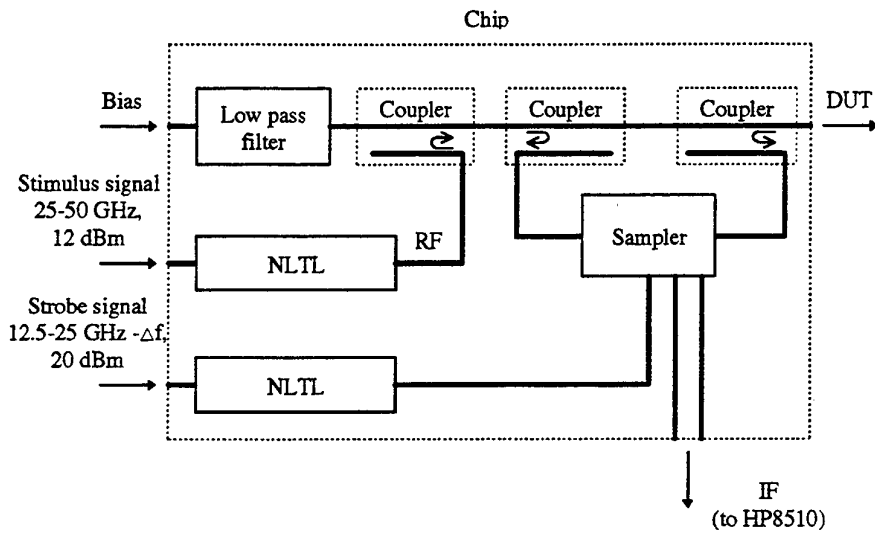 Chip
Bias
Low pass
filter
Coupler
Coupler
Coupler
DUT
Stimulus signal
25-50 GHz,
12 dBm
NLTL
RF
Sampler
Strobe signal
12.5-25 GHz -Δf,
20 dBm
NLTL
IF
(to HP8510)